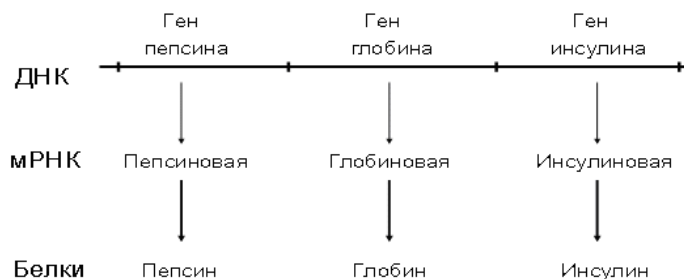 Ген Ген Ген
пепсина глобина инсулина
ДНК
мРНК Пепсиновая Глобиновая Инсулиновая
Белки Пепсин Глобин Инсулин